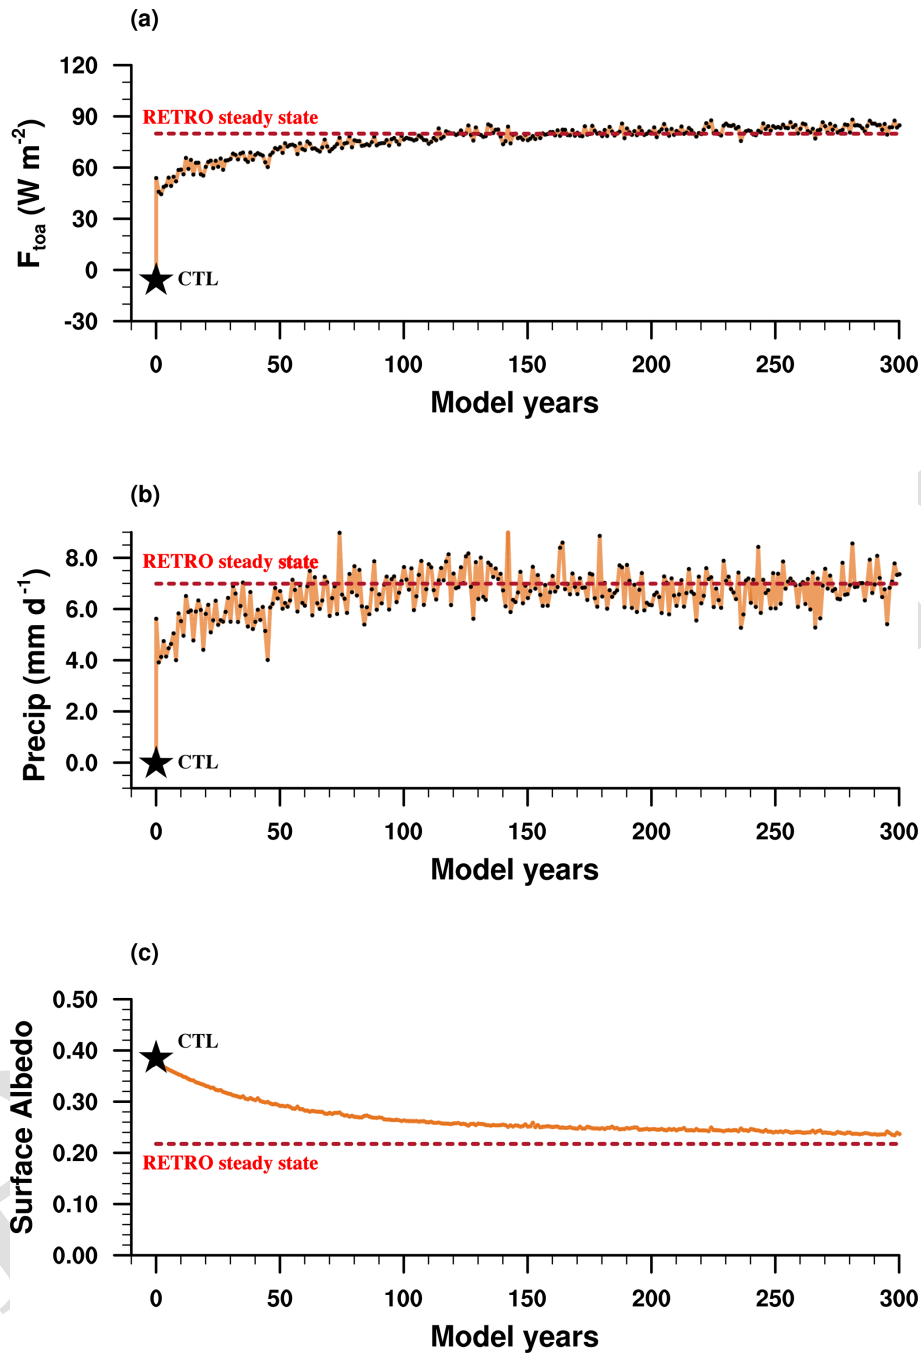 (a)
120
90
60
30
0
-30
F_toa (W m^-2)
RETRO steady state
CTL
0 50 100 150 200 250 300
Model years
(b)
8.0
6.0
4.0
2.0
0.0
Precip (mm d^-1)
RETRO steady state
CTL
0 50 100 150 200 250 300
Model years
(c)
0.50
0.40
0.30
0.20
0.10
0.00
Surface Albedo
CTL
RETRO steady state
0 50 100 150 200 250 300
Model years